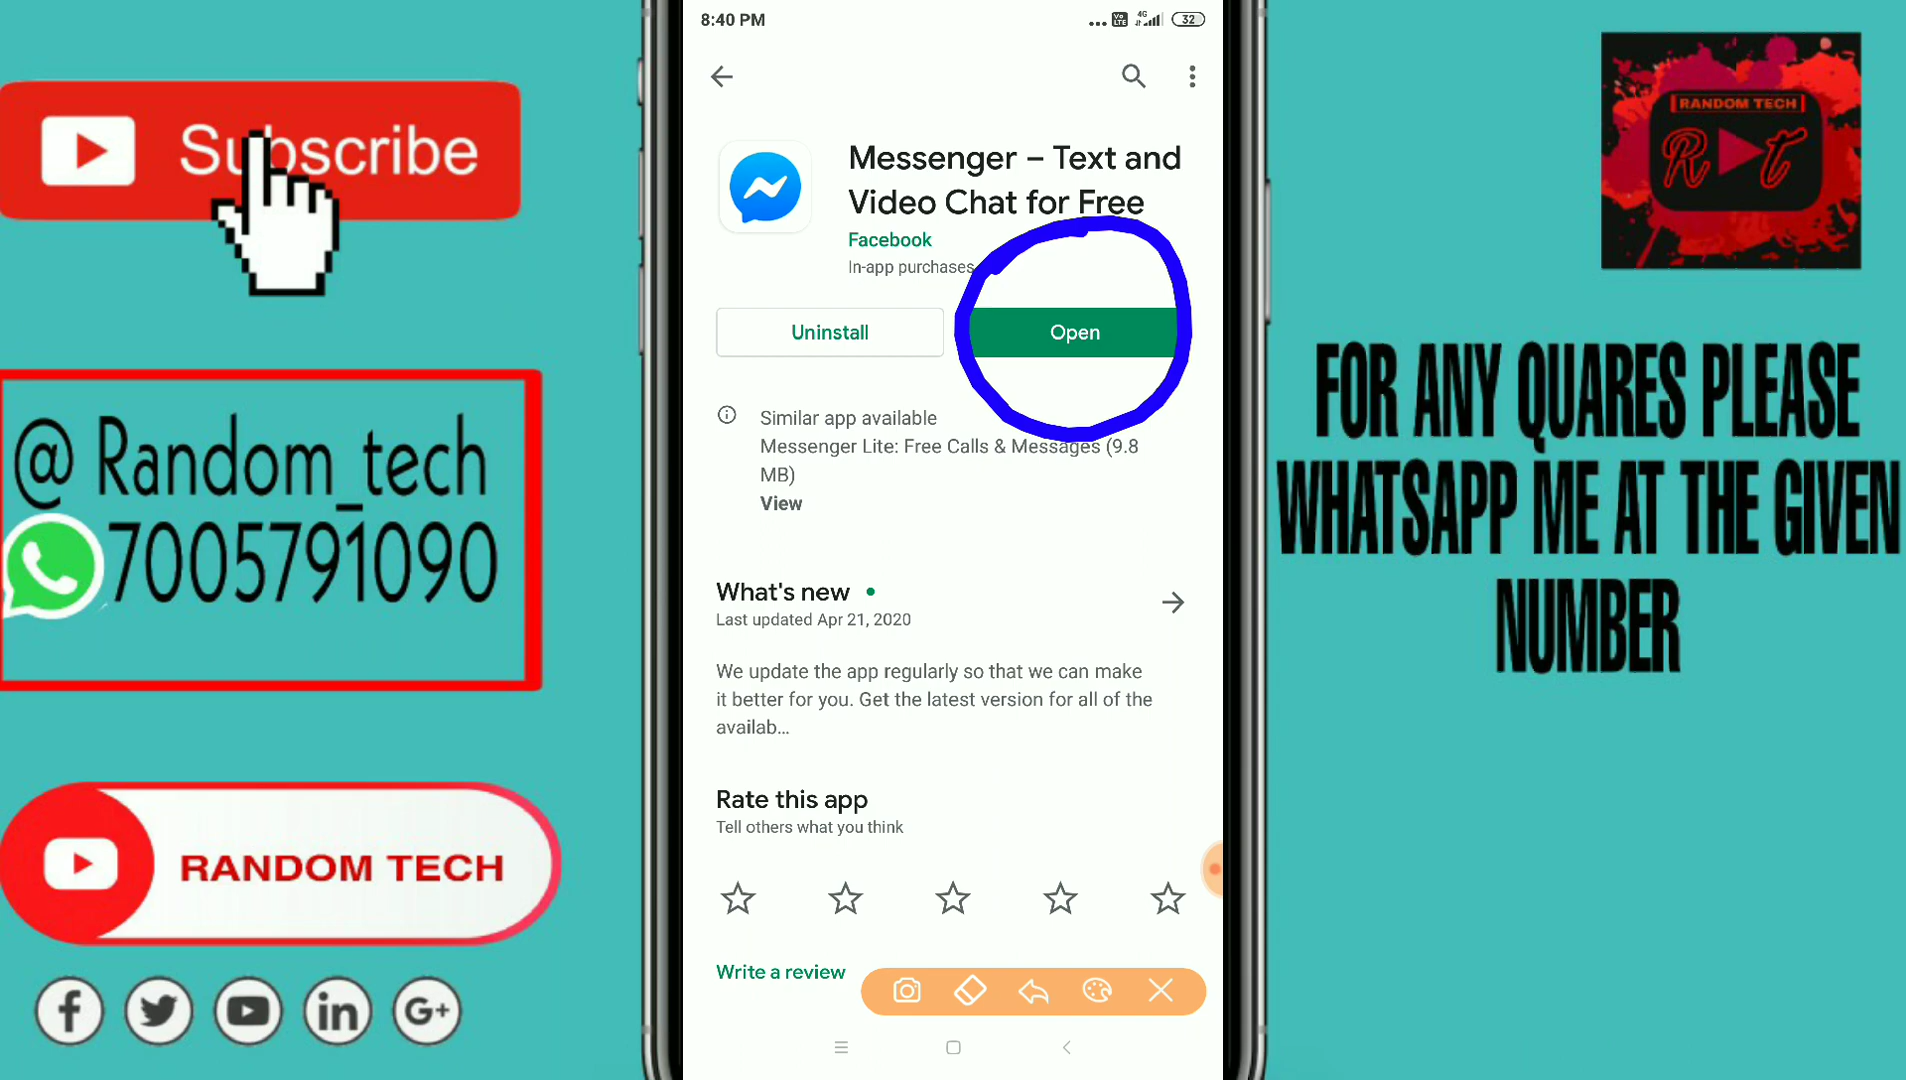 Subscribe
@ Random_tech
7005791090
RANDOM TECH
8:40 PM
Vo LTE
4G
32
Messenger – Text and
Video Chat for Free
Facebook
In-app purchases
Uninstall
Open
Similar app available
Messenger Lite: Free Calls & Messages (9.8
MB)
View
What's new
Last updated Apr 21, 2020
We update the app regularly so that we can make
it better for you. Get the latest version for all of the
availab...
Rate this app
Tell others what you think
Write a review
RANDOM TECH
Rt
FOR ANY QUARES PLEASE
WHATSAPP ME AT THE GIVEN
NUMBER